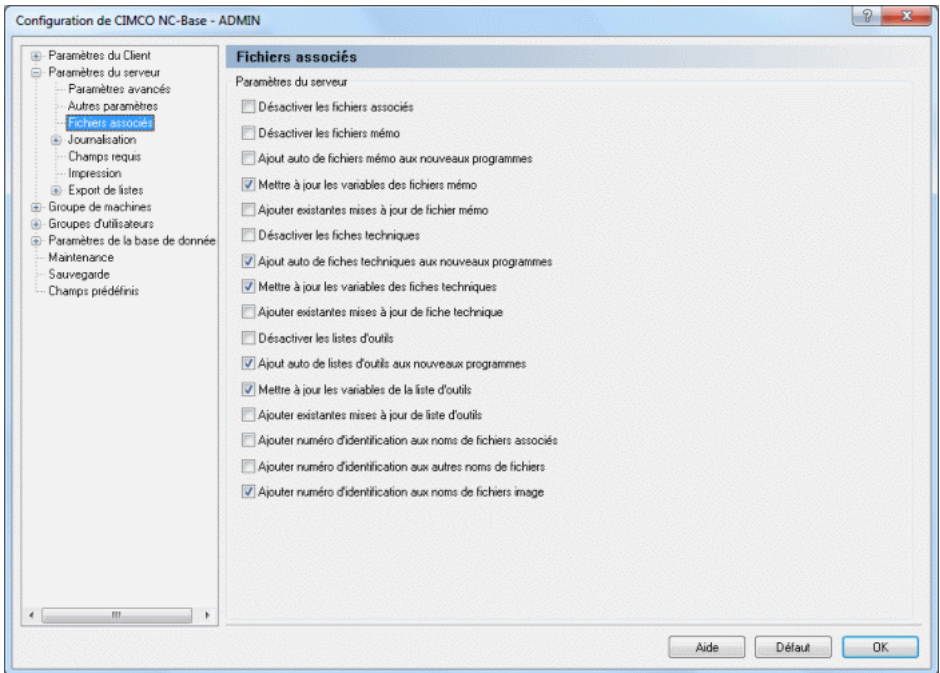 Configuration de CIMCO NC-Base - ADMIN
Paramètres du Client
Paramètres du serveur
Paramètres avancés
Autres paramètres
Fichiers associés
Journalisation
Champs requis
Impression
Export de listes
Groupe de machines
Groupes d'utilisateurs
Paramètres de la base de donnée
Maintenance
Sauvegarde
Champs prédéfinis
Fichiers associés
Paramètres du serveur
Désactiver les fichiers associés
Désactiver les fichiers mémo
Ajout auto de fichiers mémo aux nouveaux programmes
Mettre à jour les variables des fichiers mémo
Ajouter existantes mises à jour de fichier mémo
Désactiver les fiches techniques
Ajout auto de fiches techniques aux nouveaux programmes
Mettre à jour les variables des fiches techniques
Ajouter existantes mises à jour de fiche technique
Désactiver les listes d'outils
Ajout auto de listes d'outils aux nouveaux programmes
Mettre à jour les variables de la liste d'outils
Ajouter existantes mises à jour de liste d'outils
Ajouter numéro d'identification aux noms de fichiers associés
Ajouter numéro d'identification aux autres noms de fichiers
Ajouter numéro d'identification aux noms de fichiers image
Aide
Défaut
OK